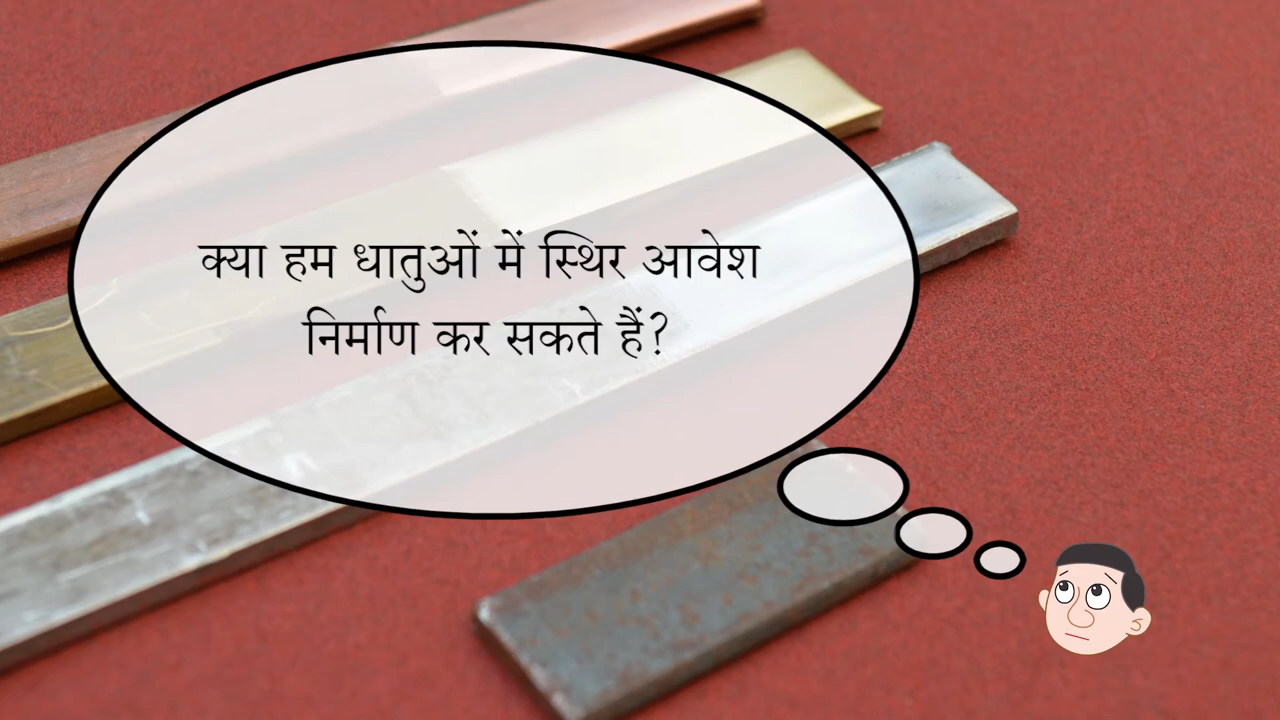 क्या हम धातुओं में स्थिर आवेश
निर्माण कर सकते हैं?